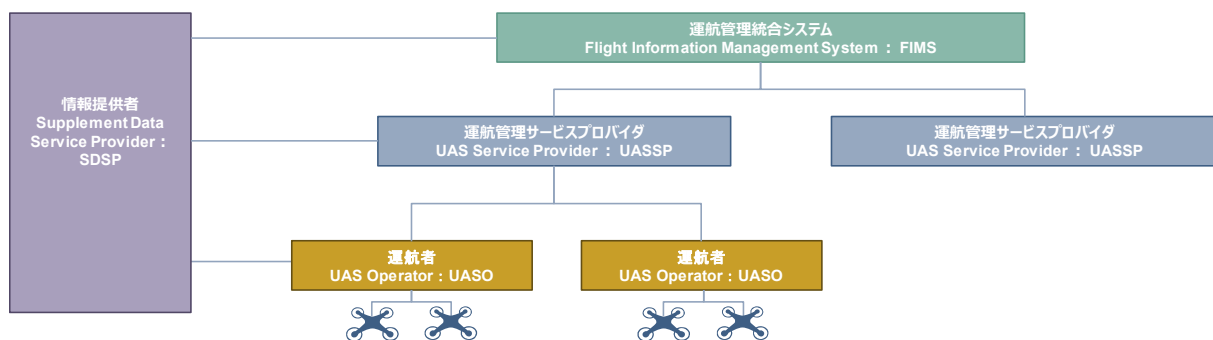 運航管理統合システム
Flight Information Management System ： FIMS
情報提供者
Supplement Data
Service Provider：
SDSP
運航管理サービスプロバイダ
UAS Service Provider ： UASSP
運航管理サービスプロバイダ
UAS Service Provider ： UASSP
運航者
UAS Operator：UASO
運航者
UAS Operator：UASO